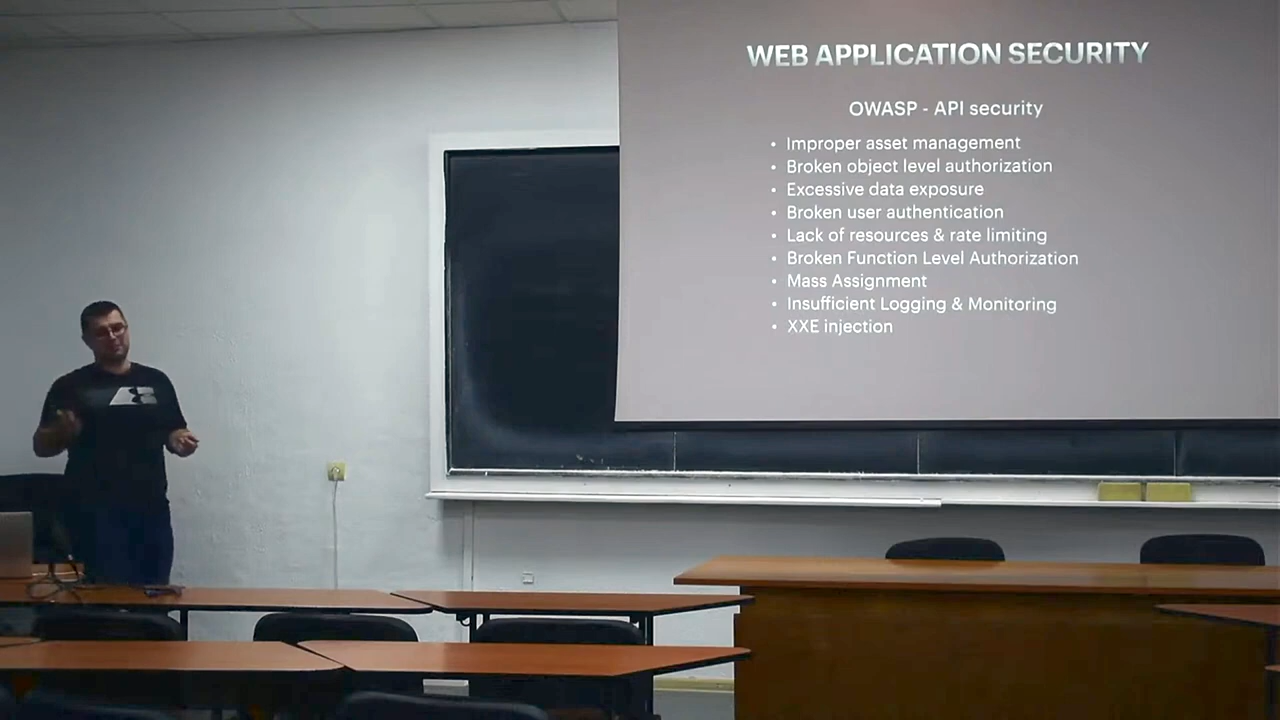 WEB APPLICATION SECURITY
OWASP - API security
• Improper asset management
• Broken object level authorization
• Excessive data exposure
• Broken user authentication
• Lack of resources & rate limiting
• Broken Function Level Authorization
• Mass Assignment
• Insufficient Logging & Monitoring
• XXE injection